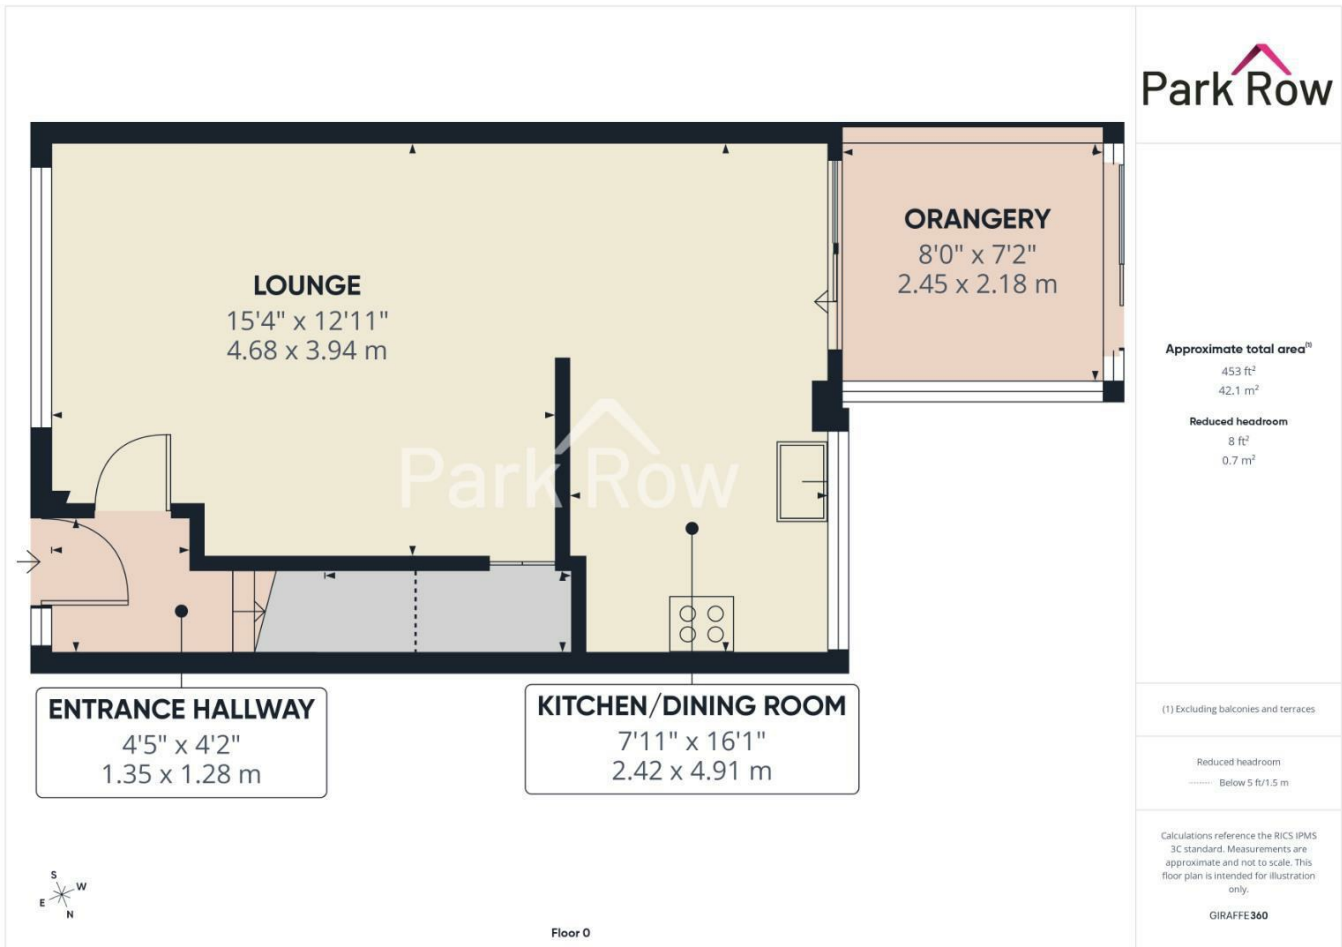 Park Row
LOUNGE
15'4" x 12'11"
4.68 x 3.94 m
ORANGERY
8'0" x 7'2"
2.45 x 2.18 m
Park Row
ENTRANCE HALLWAY
4'5" x 4'2"
1.35 x 1.28 m
KITCHEN/DINING ROOM
7'11" x 16'1"
2.42 x 4.91 m
S
W
E
N
Floor 0
Approximate total area(1)
453 ft²
42.1 m²
Reduced headroom
8 ft²
0.7 m²
(1) Excluding balconies and terraces
Reduced headroom
Below 5 ft/1.5 m
Calculations reference the RICS IPMS
3C standard. Measurements are
approximate and not to scale. This
floor plan is intended for illustration
only.
GIRAFFE360